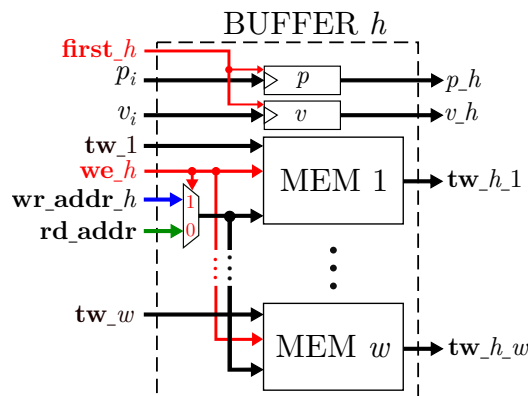 BUFFER h
first_h
p_i
p
p_h
v_i
v
v_h
tw_1
we_h
MEM 1
tw_h_1
wr_addr_h
1
rd_addr
0
tw_w
MEM w
tw_h_w